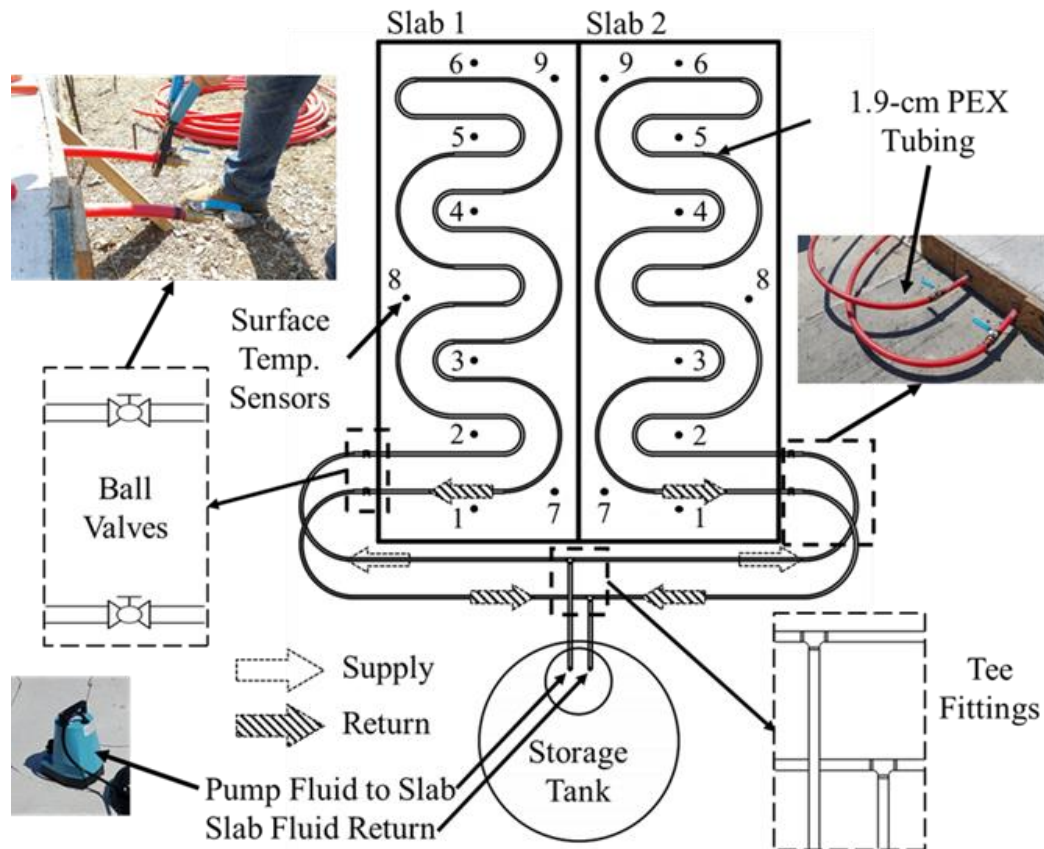 Slab 1
Slab 2
6
9
9
6
1.9-cm PEX
Tubing
5
5
4
4
8
8
Surface
Temp.
Sensors
3
3
2
2
Ball
Valves
1
7
7
1
Supply
Return
Tee
Fittings
Storage
Tank
Pump Fluid to Slab
Slab Fluid Return